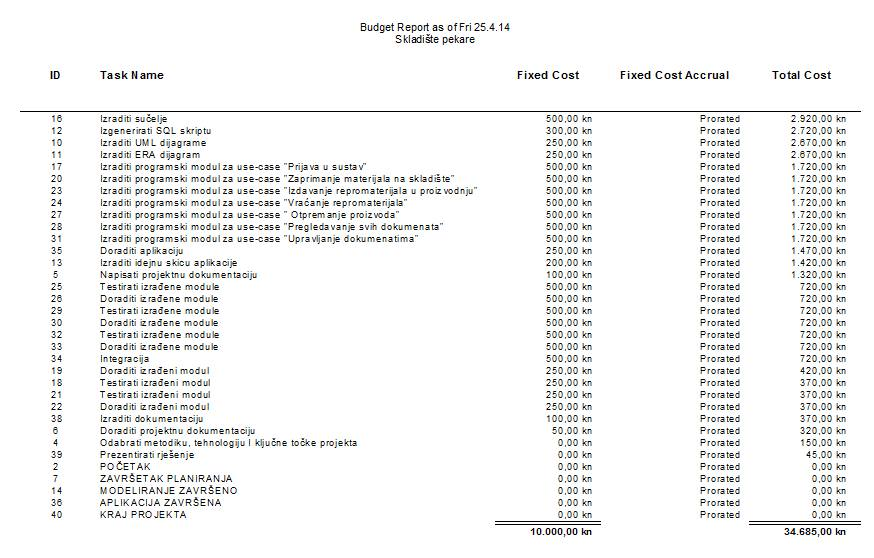 Budget Report as of Fri 25.4.14
Skladište pekare
ID Task Name Fixed Cost Fixed Cost Accrual Total Cost
16 Izraditi sučelje 500,00 kn Prorated 2.920,00 kn
12 Izgenerirati SQL skriptu 300,00 kn Prorated 2.720,00 kn
10 Izraditi UML dijagrame 250,00 kn Prorated 2.670,00 kn
11 Izraditi ERA dijagram 250,00 kn Prorated 2.670,00 kn
17 Izraditi programski modul za use-case "Prijava u sustav" 500,00 kn Prorated 1.720,00 kn
20 Izraditi programski modul za use-case "Zaprimanje materijala na skladište" 500,00 kn Prorated 1.720,00 kn
23 Izraditi programski modul za use-case "Izdavanje repromaterijala u proizvodnju" 500,00 kn Prorated 1.720,00 kn
24 Izraditi programski modul za use-case "Vraćanje repromaterijala" 500,00 kn Prorated 1.720,00 kn
27 Izraditi programski modul za use-case " Otpremanje proizvoda" 500,00 kn Prorated 1.720,00 kn
28 Izraditi programski modul za use-case "Pregledavanje svih dokumenata" 500,00 kn Prorated 1.720,00 kn
31 Izraditi programski modul za use-case "Upravljanje dokumenatima" 500,00 kn Prorated 1.720,00 kn
35 Doraditi aplikaciju 250,00 kn Prorated 1.470,00 kn
13 Izraditi idejnu skicu aplikacije 200,00 kn Prorated 1.420,00 kn
5 Napisati projektnu dokumentaciju 100,00 kn Prorated 1.320,00 kn
25 Testirati izrađene module 500,00 kn Prorated 720,00 kn
26 Doraditi izrađene module 500,00 kn Prorated 720,00 kn
29 Testirati izrađene module 500,00 kn Prorated 720,00 kn
30 Doraditi izrađene module 500,00 kn Prorated 720,00 kn
32 Testirati izrađene module 500,00 kn Prorated 720,00 kn
33 Doraditi izrađene module 500,00 kn Prorated 720,00 kn
34 Integracija 500,00 kn Prorated 720,00 kn
19 Doraditi izrađeni modul 250,00 kn Prorated 420,00 kn
18 Testirati izrađeni modul 250,00 kn Prorated 370,00 kn
21 Testirati izrađeni modul 250,00 kn Prorated 370,00 kn
22 Doraditi izrađeni modul 250,00 kn Prorated 370,00 kn
38 Izraditi dokumentaciju 100,00 kn Prorated 370,00 kn
6 Doraditi projektnu dokumentaciju 50,00 kn Prorated 320,00 kn
4 Odabrati metodiku, tehnologiju I ključne točke projekta 0,00 kn Prorated 150,00 kn
39 Prezentirati rješenje 0,00 kn Prorated 45,00 kn
2 POČETAK 0,00 kn Prorated 0,00 kn
7 ZAVRŠETAK PLANIRANJA 0,00 kn Prorated 0,00 kn
14 MODELIRANJE ZAVRŠENO 0,00 kn Prorated 0,00 kn
36 APLIKACIJA ZAVRŠENA 0,00 kn Prorated 0,00 kn
40 KRAJ PROJEKTA 0,00 kn Prorated 0,00 kn
10.000,00 kn 34.685,00 kn